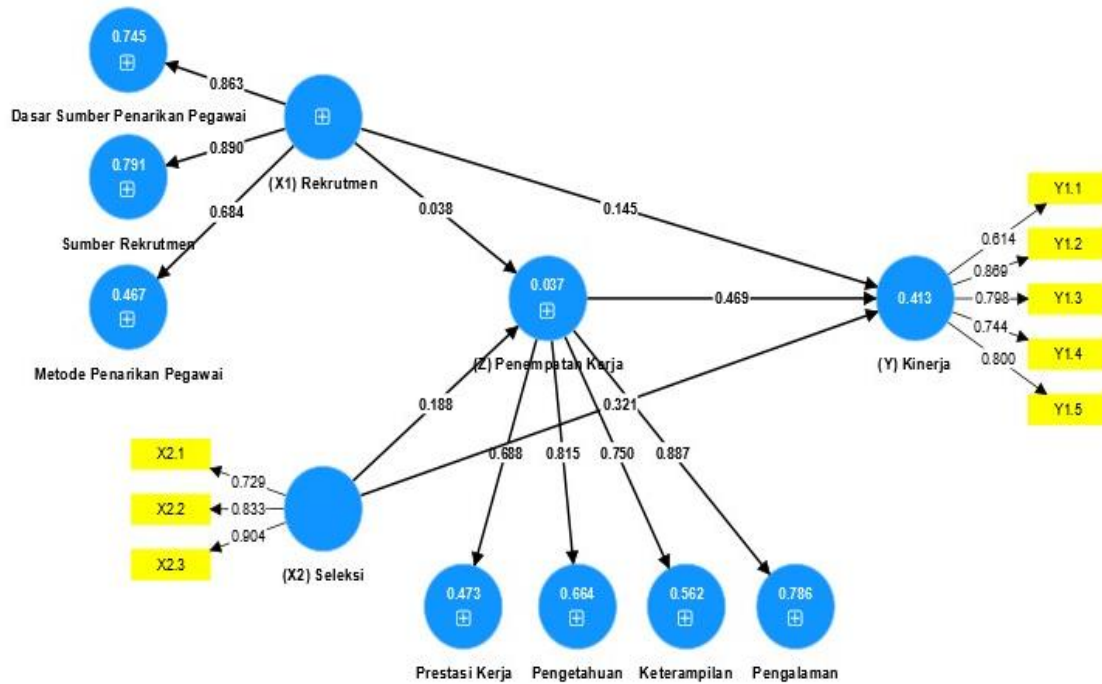 0.745
0.863
Dasar Sumber Penarikan Pegawai
0.890
0.791
(X1) Rekrutmen
0.684
0.038
0.145
Sumber Rekrutmen
0.467
Metode Penarikan Pegawai
0.037
0.469
0.413
(Z) Penempatan Kerja
(Y) Kinerja
Y1.1
0.614
Y1.2
0.869
Y1.3
0.798
0.744
Y1.4
0.800
Y1.5
0.188
0.321
X2.1
0.729
X2.2
0.833
0.904
X2.3
(X2) Seleksi
0.688
0.815
0.750
0.887
0.473
0.664
0.562
0.786
Prestasi Kerja
Pengetahuan
Keterampilan
Pengalaman